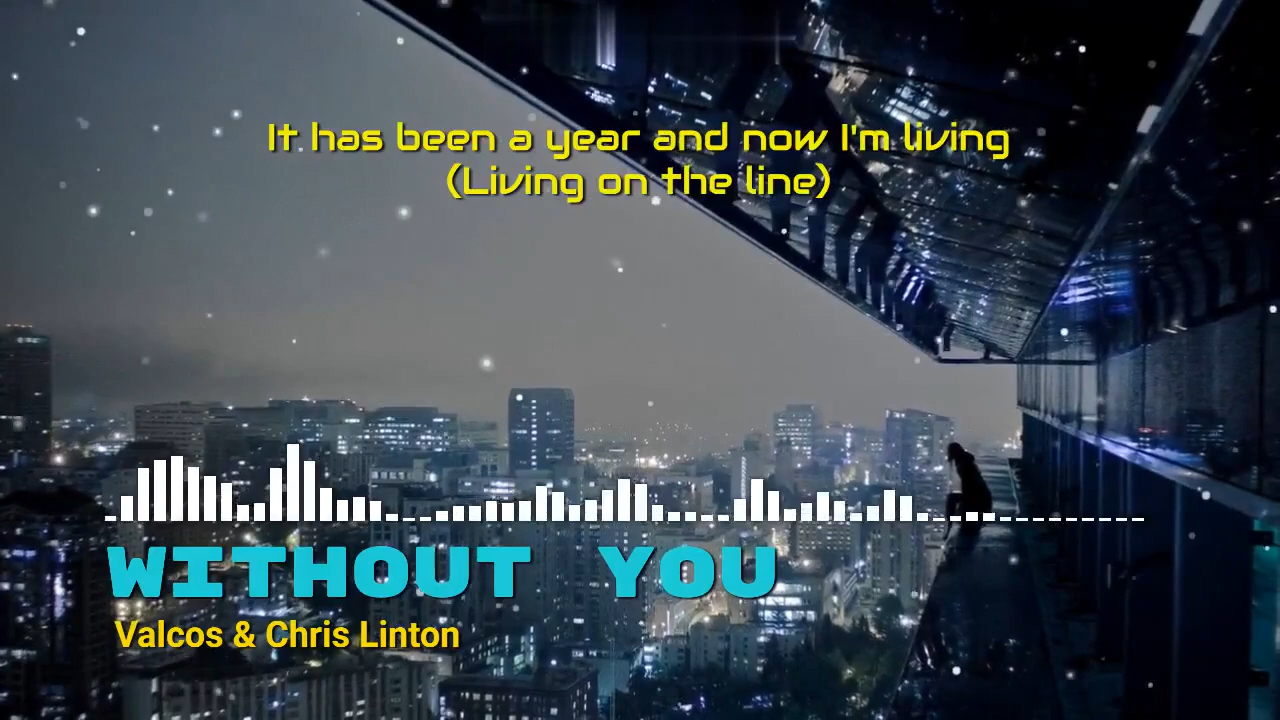 It has been a year and now I'm living
(Living on the line)
WITHOUT YOU
Valcos & Chris Linton